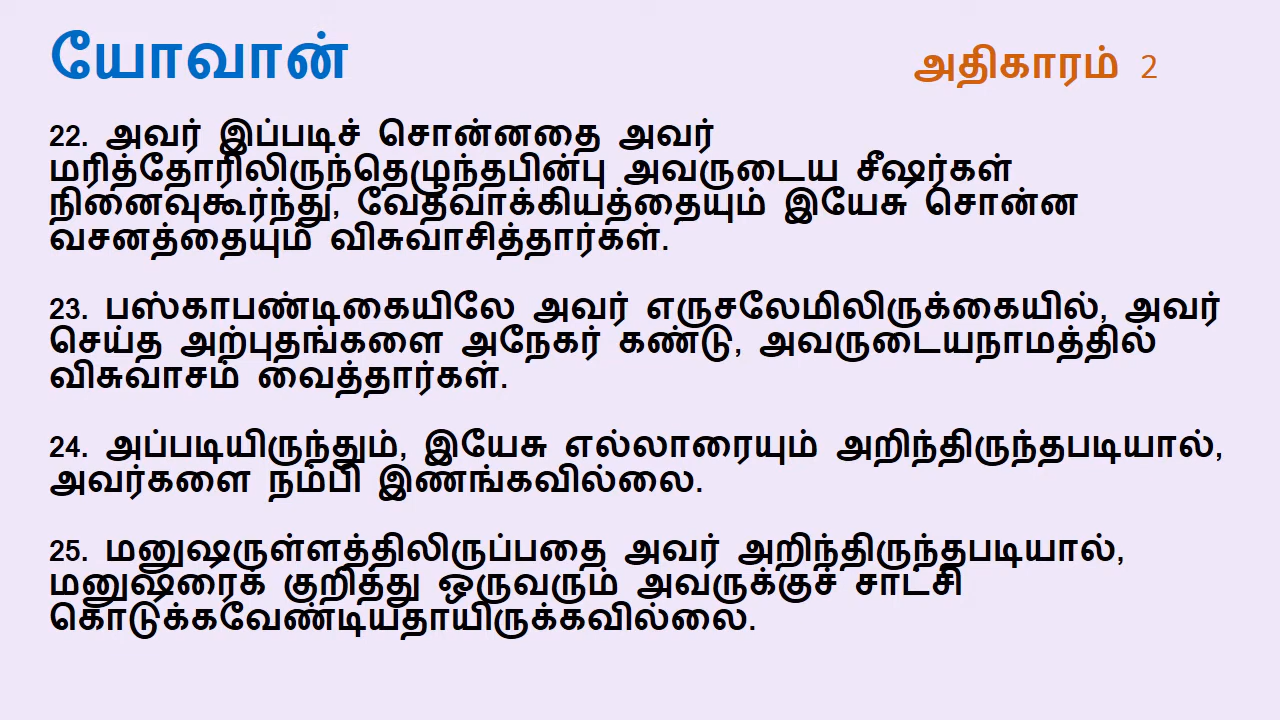 யோவான்
அதிகாரம் 2
22. அவர் இப்படிச் சொன்னதை அவர்
மரித்தோரிலிருந்தெழுந்தபின்பு அவருடைய சீஷர்கள்
நினைவுகூர்ந்து, வேதவாக்கியத்தையும் இயேசு சொன்ன
வசனத்தையும் விசுவாசித்தார்கள்.
23. பஸ்காபண்டிகையிலே அவர் எருசலேமிலிருக்கையில், அவர்
செய்த அற்புதங்களை அநேகர் கண்டு, அவருடையநாமத்தில்
விசுவாசம் வைத்தார்கள்.
24. அப்படியிருந்தும், இயேசு எல்லாரையும் அறிந்திருந்தபடியால்,
அவர்களை நம்பி இணங்கவில்லை.
25. மனுஷருள்ளத்திலிருப்பதை அவர் அறிந்திருந்தபடியால்,
மனுஷரைக் குறித்து ஒருவரும் அவருக்குச் சாட்சி
கொடுக்கவேண்டியதாயிருக்கவில்லை.